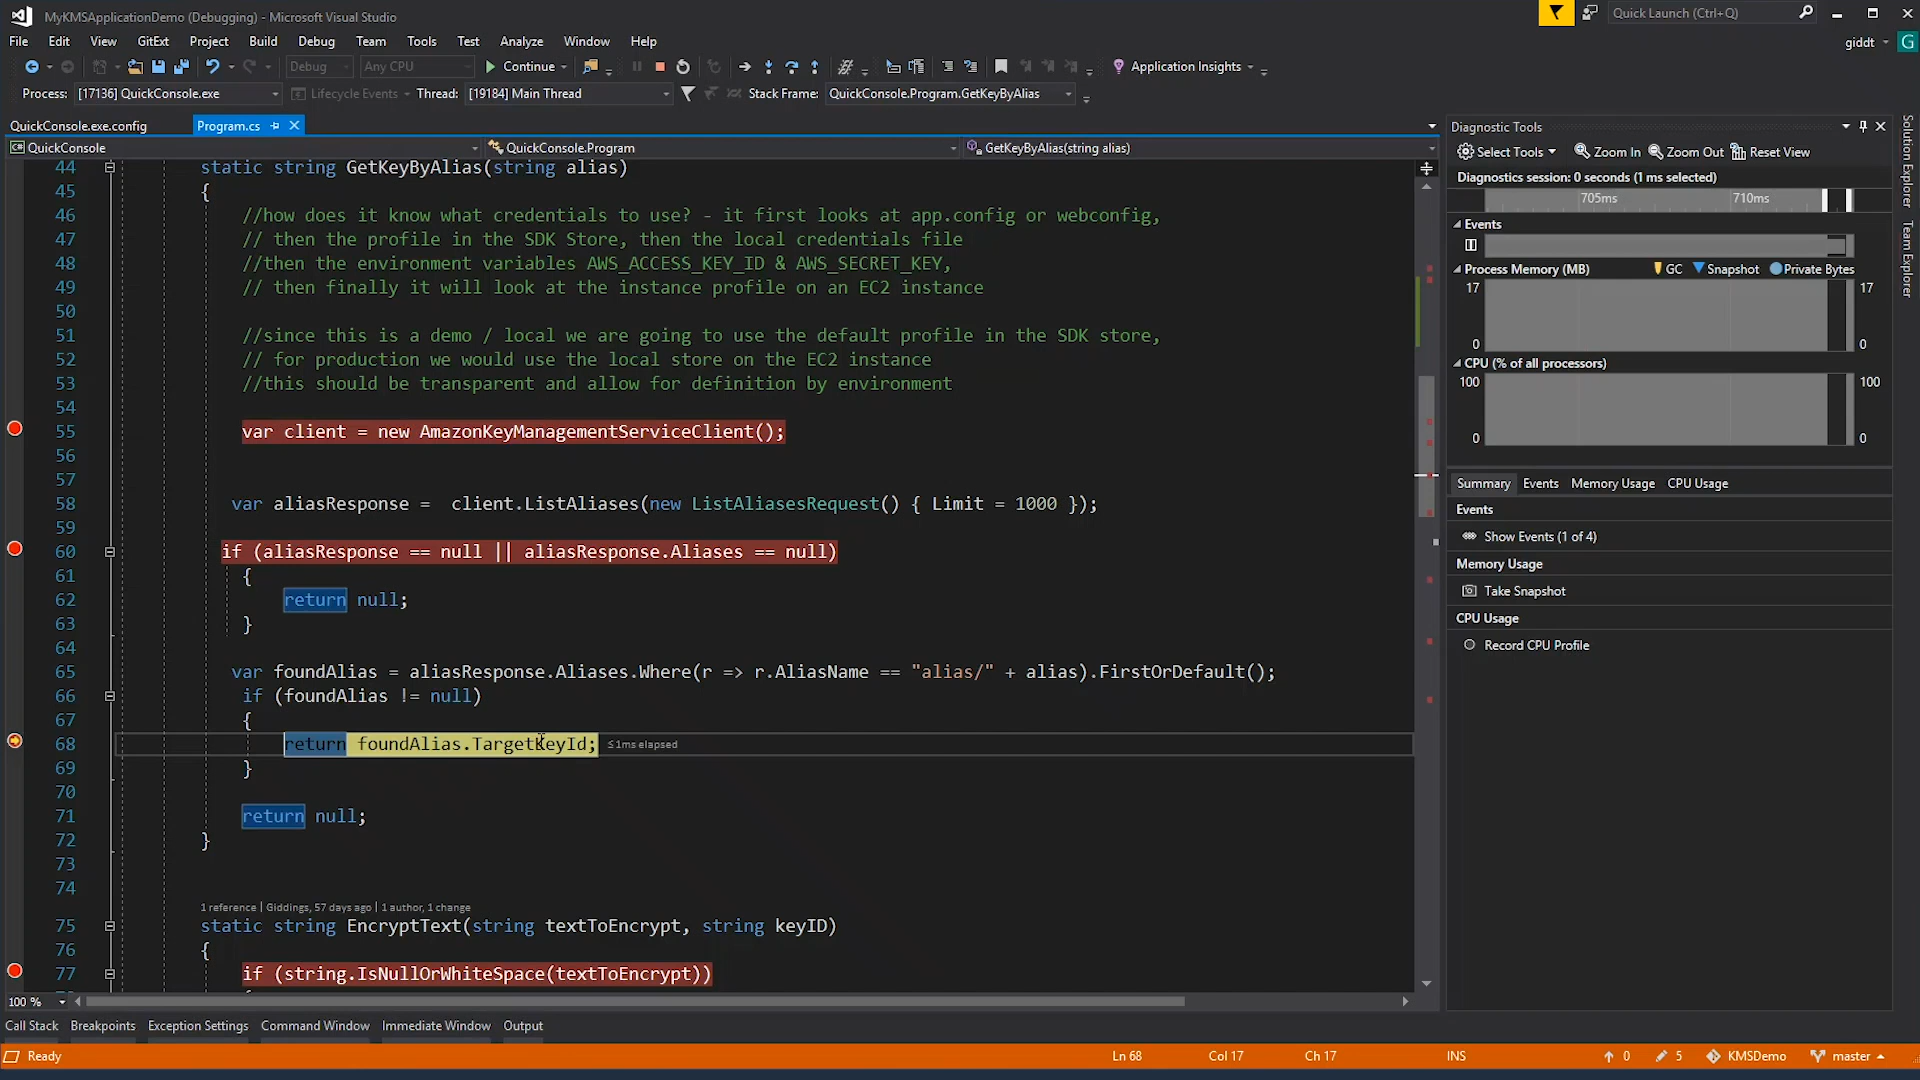 MyKMSApplicationDemo (Debugging) - Microsoft Visual Studio
Quick Launch (Ctrl+Q)
File Edit View GitExt Project Build Debug Team Tools Test Analyze Window Help
giddt G
Debug Any CPU Continue Application Insights
Process: [17136] QuickConsole.exe Lifecycle Events Thread: [19184] Main Thread Stack Frame: QuickConsole.Program.GetKeyByAlias
QuickConsole.exe.config Program.cs
QuickConsole QuickConsole.Program GetKeyByAlias(string alias)
44 static string GetKeyByAlias(string alias)
45 {
46 //how does it know what credentials to use? - it first looks at app.config or webconfig,
47 // then the profile in the SDK Store, then the local credentials file
48 //then the environment variables AWS_ACCESS_KEY_ID & AWS_SECRET_KEY,
49 // then finally it will look at the instance profile on an EC2 instance
50
51 //since this is a demo / local we are going to use the default profile in the SDK store,
52 // for production we would use the local store on the EC2 instance
53 //this should be transparent and allow for definition by environment
54
55 var client = new AmazonKeyManagementServiceClient();
56
57
58 var aliasResponse =  client.ListAliases(new ListAliasesRequest() { Limit = 1000 });
59
60 if (aliasResponse == null || aliasResponse.Aliases == null)
61 {
62 return null;
63 }
64
65 var foundAlias = aliasResponse.Aliases.Where(r => r.AliasName == "alias/" + alias).FirstOrDefault();
66 if (foundAlias != null)
67 {
68 return foundAlias.TargetKeyId; ≤1ms elapsed
69 }
70
71 return null;
72 }
73
74
1 reference | Giddings, 57 days ago | 1 author, 1 change
75 static string EncryptText(string textToEncrypt, string keyID)
76 {
77 if (string.IsNullOrWhiteSpace(textToEncrypt))
100 %
Diagnostic Tools
Select Tools Zoom In Zoom Out Reset View
Diagnostics session: 0 seconds (1 ms selected)
705ms 710ms
Events
Process Memory (MB) GC Snapshot Private Bytes
17 17
0 0
CPU (% of all processors)
100 100
0 0
Summary Events Memory Usage CPU Usage
Events
Show Events (1 of 4)
Memory Usage
Take Snapshot
CPU Usage
Record CPU Profile
Solution Explorer
Team Explorer
Call Stack Breakpoints Exception Settings Command Window Immediate Window Output
Ready Ln 68 Col 17 Ch 17 INS 0 5 KMSDemo master